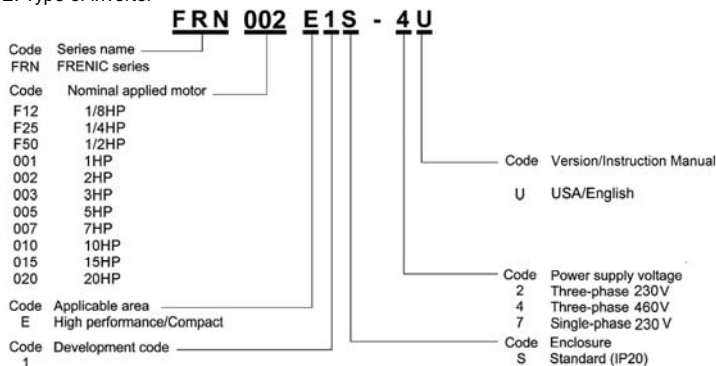 2. Type of inverter
FRN 002 E1S - 4U
Code Series name
FRN FRENIC series
Code Nominal applied motor
F12 1/8HP
F25 1/4HP
F50 1/2HP
001 1HP
002 2HP
003 3HP
005 5HP
007 7HP
010 10HP
015 15HP
020 20HP
Code Applicable area
E High performance/Compact
Code Development code
1
Code Version/Instruction Manual
U USA/English
Code Power supply voltage
2 Three-phase 230V
4 Three-phase 460V
7 Single-phase 230V
Code Enclosure
S Standard (IP20)